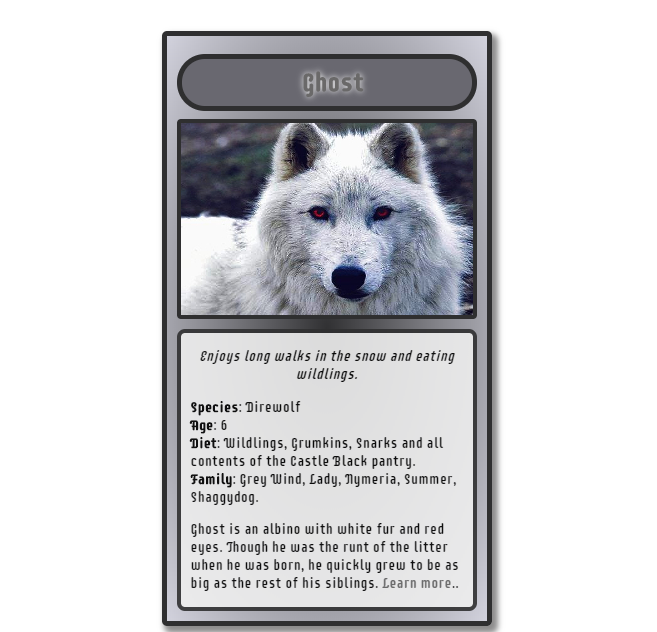 Ghost
Enjoys long walks in the snow and eating
wildlings.
Species: Direwolf
Age: 6
Diet: Wildlings, Grumkins, Snarks and all
contents of the Castle Black pantry.
Family: Grey Wind, Lady, Nymeria, Summer,
Shaggydog.
Ghost is an albino with white fur and red
eyes. Though he was the runt of the litter
when he was born, he quickly grew to be as
big as the rest of his siblings. Learn more..